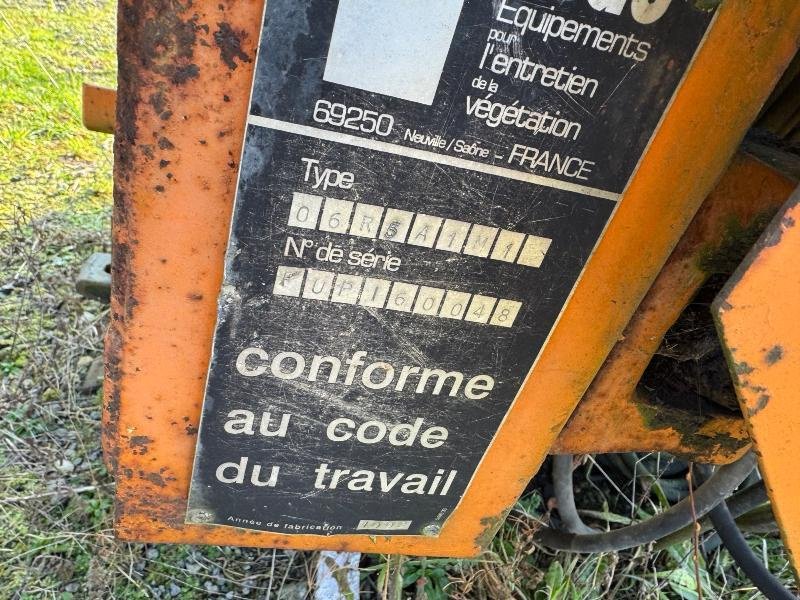 Equipements
pour
l'entretien
de la
végétation
69250 Neuville/Saône - FRANCE
Type
06R5A1M1
N° de série
60048
conforme
au code
du travail
Année de fabrication